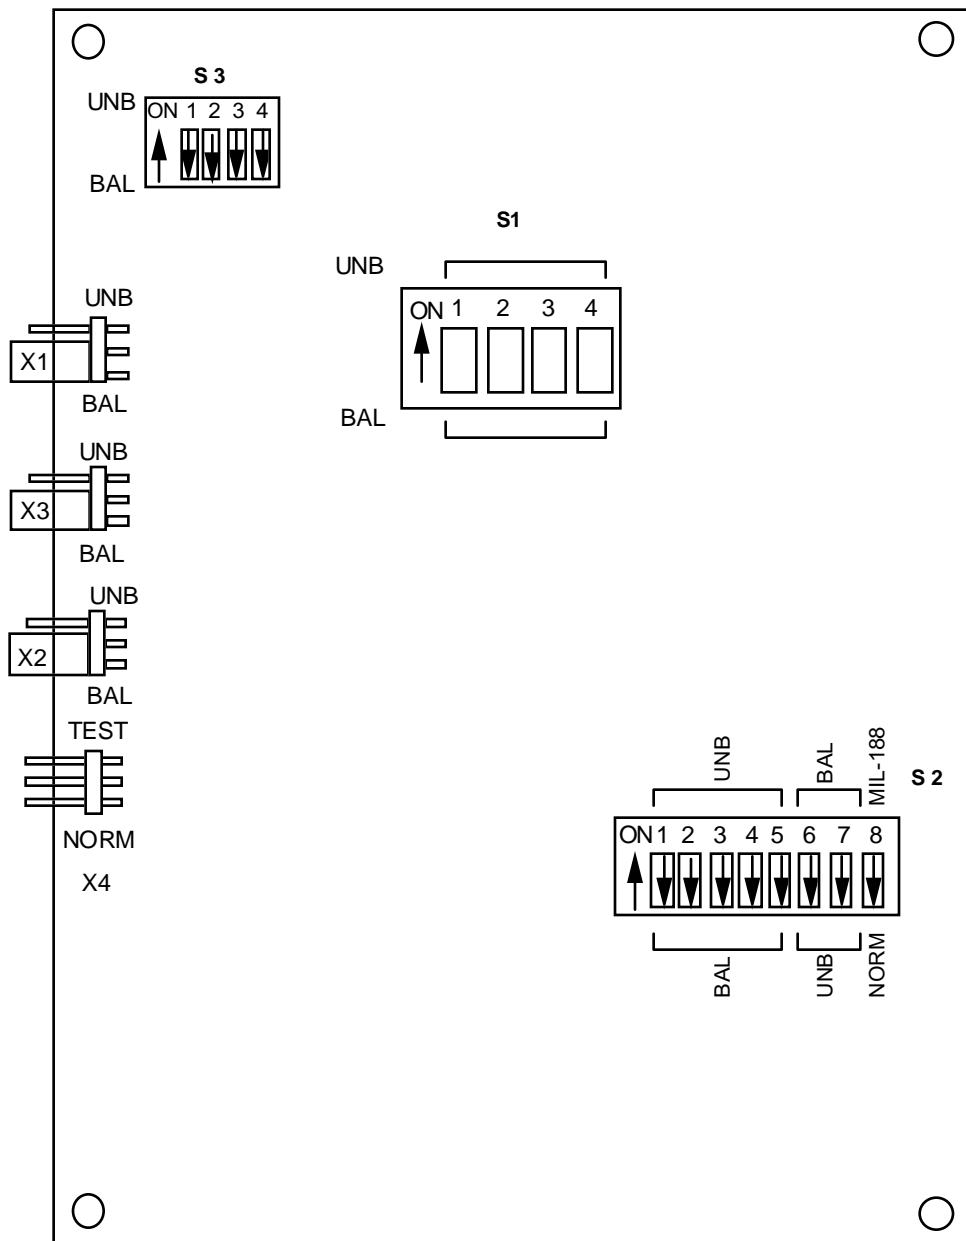 S 3
UNB
ON 1 2 3 4
BAL
S1
UNB
ON 1 2 3 4
BAL
UNB
X1
BAL
UNB
X3
BAL
UNB
X2
BAL
TEST
NORM
X4
UNB
BAL
MIL-188
S 2
ON 1 2 3 4 5 6 7 8
BAL
UNB
NORM